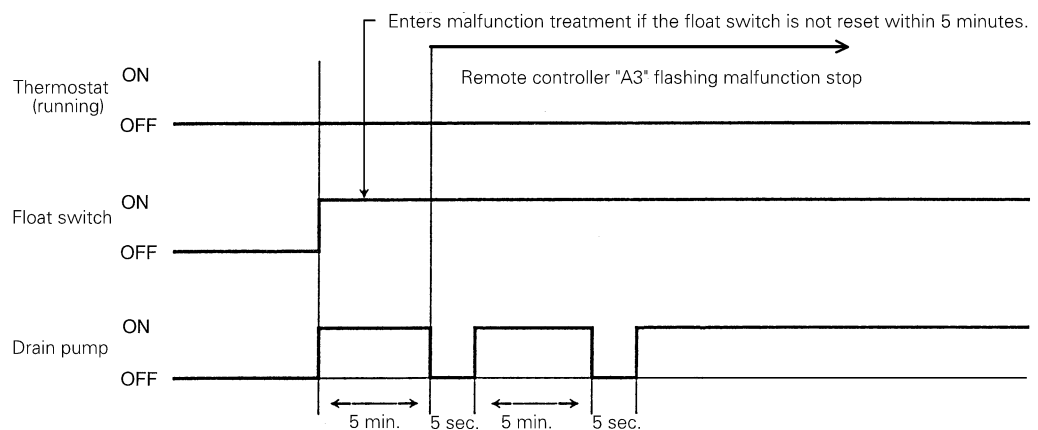 Enters malfunction treatment if the float switch is not reset within 5 minutes.
Remote controller "A3" flashing malfunction stop
Thermostat
(running)
ON
OFF
Float switch
ON
OFF
Drain pump
ON
OFF
5 min.
5 sec.
5 min.
5 sec.